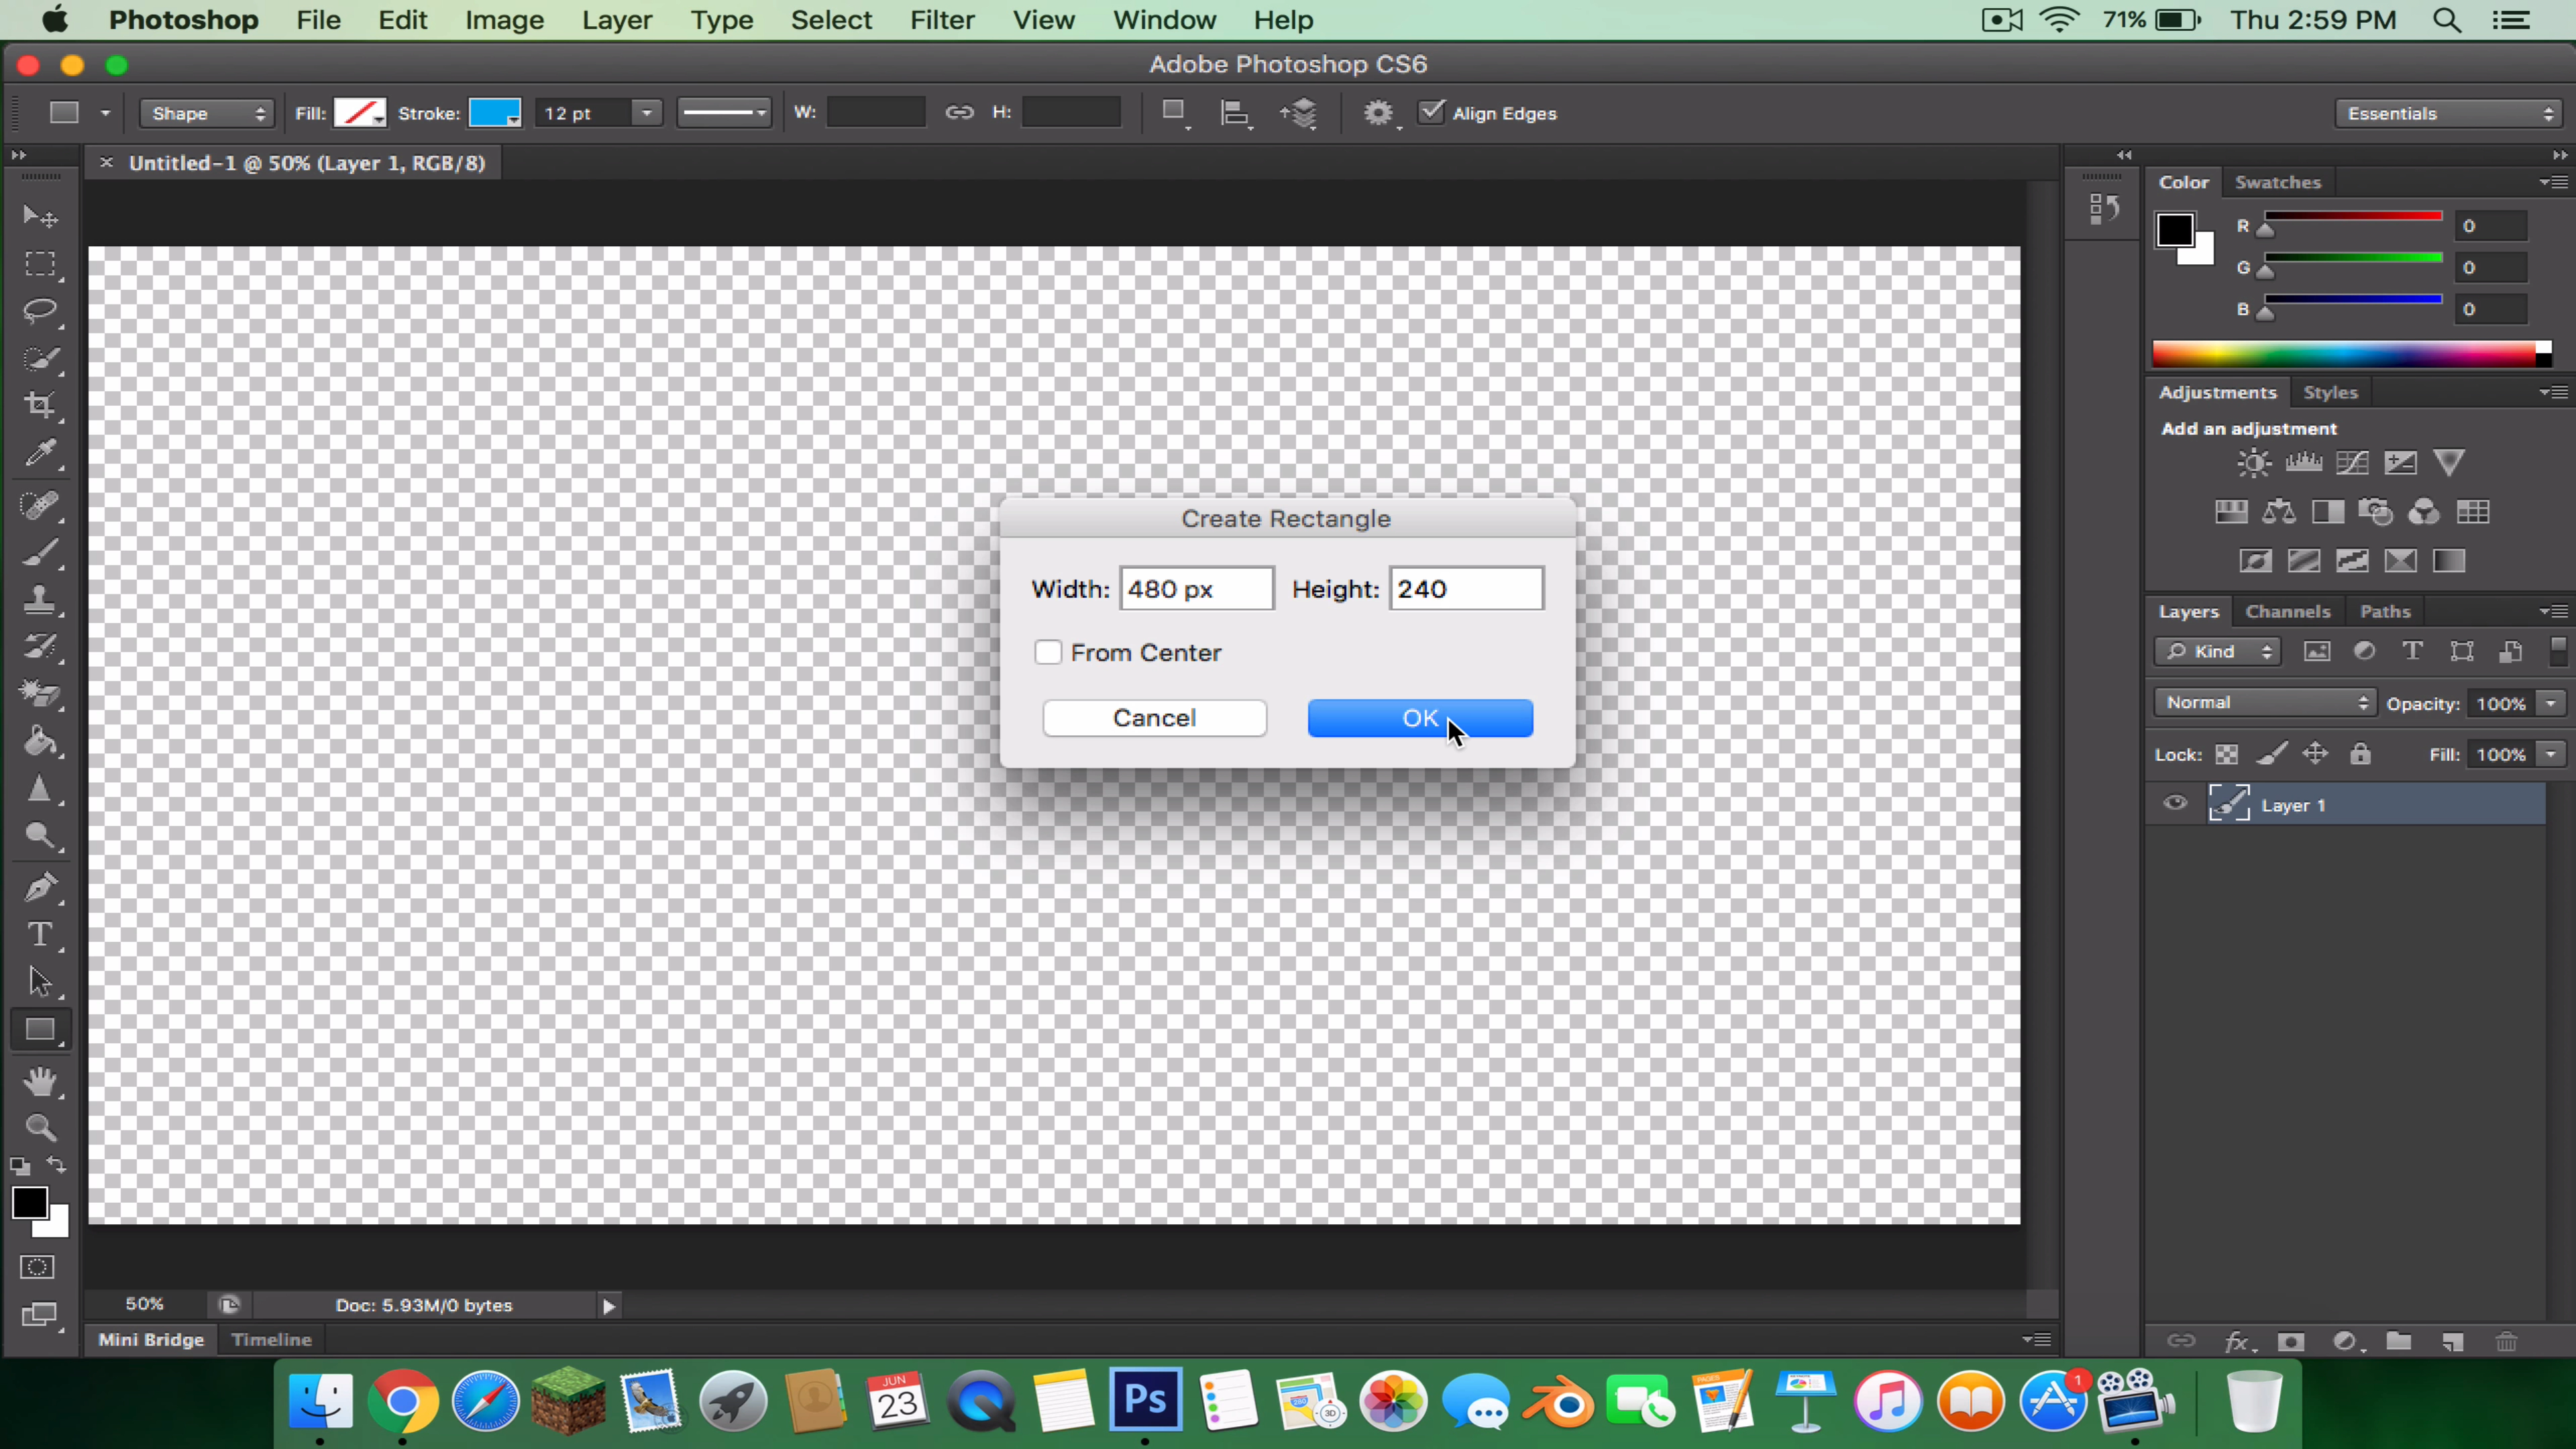 Photoshop File Edit Image Layer Type Select Filter View Window Help 71% Thu 2:59 PM
Adobe Photoshop CS6
Shape Fill: Stroke: 12 pt W: H: Align Edges Essentials
Untitled-1 @ 50% (Layer 1, RGB/8)
Color Swatches
R 0
G 0
B 0
Adjustments Styles
Add an adjustment
Create Rectangle
Width: 480 px Height: 240
From Center
Cancel OK
Layers Channels Paths
Kind
Normal Opacity: 100%
Lock: Fill: 100%
Layer 1
50% Doc: 5.93M/0 bytes
Mini Bridge Timeline
JUN
23
Ps
PAGES
280
3D
1